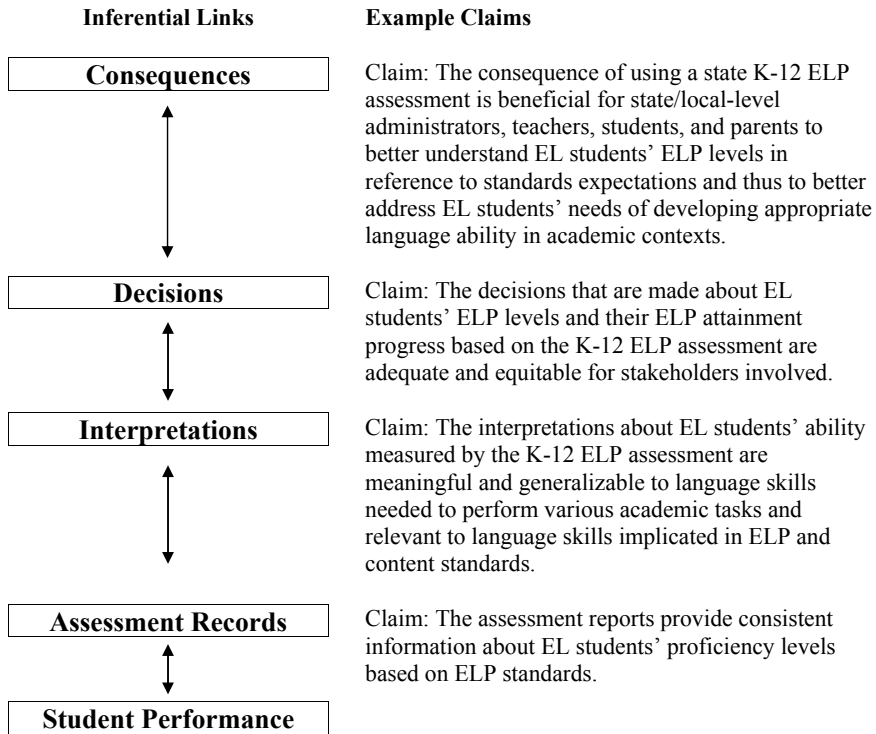 Inferential Links
Example Claims
Consequences
Claim: The consequence of using a state K-12 ELP
assessment is beneficial for state/local-level
administrators, teachers, students, and parents to
better understand EL students’ ELP levels in
reference to standards expectations and thus to better
address EL students’ needs of developing appropriate
language ability in academic contexts.
Decisions
Claim: The decisions that are made about EL
students’ ELP levels and their ELP attainment
progress based on the K-12 ELP assessment are
adequate and equitable for stakeholders involved.
Interpretations
Claim: The interpretations about EL students’ ability
measured by the K-12 ELP assessment are
meaningful and generalizable to language skills
needed to perform various academic tasks and
relevant to language skills implicated in ELP and
content standards.
Assessment Records
Claim: The assessment reports provide consistent
information about EL students’ proficiency levels
based on ELP standards.
Student Performance